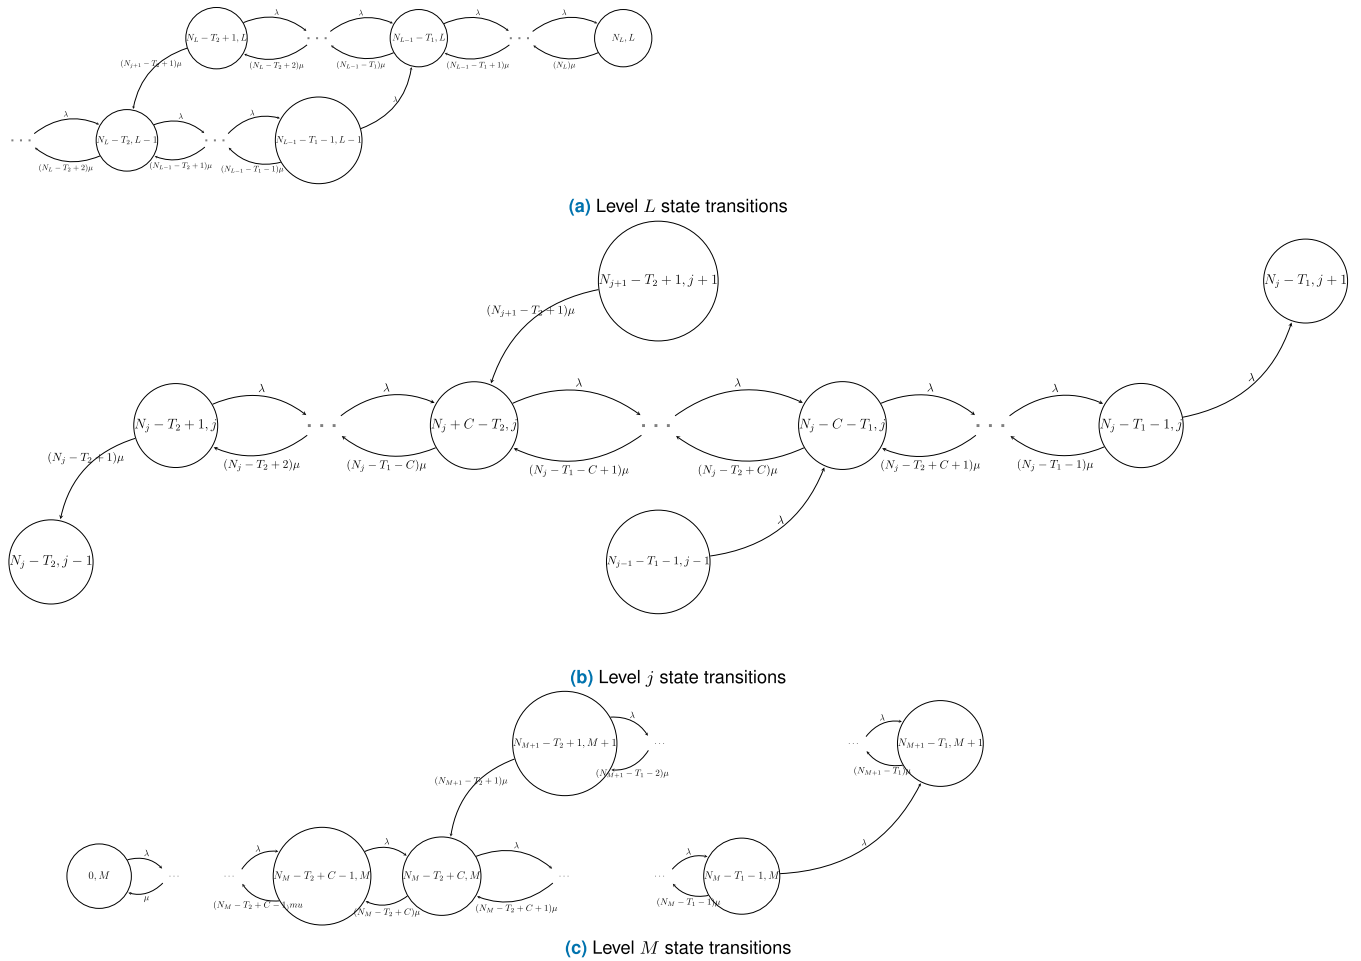 λ λ λ λ
N_L − T_2 + 1, L ··· N_{L−1} − T_1, L ··· N_L, L
(N_{j+1} − T_2 + 1)μ (N_L − T_2 + 2)μ (N_{L−1} − T_1)μ (N_{L−1} − T_1 + 1)μ (N_L)μ
λ λ λ λ
··· N_L − T_2, L − 1 ··· N_{L−1} − T_1 − 1, L − 1
(N_L − T_2 + 2)μ (N_{L−1} − T_2 + 1)μ (N_{L−1} − T_1 − 1)μ
(a) Level L state transitions
N_{j+1} − T_2 + 1, j + 1 N_j − T_1, j + 1
(N_{j+1} − T_2 + 1)μ
λ λ λ λ λ λ λ
N_j − T_2 + 1, j ··· N_j + C − T_2, j ··· N_j − C − T_1, j ··· N_j − T_1 − 1, j
(N_j − T_2 + 1)μ (N_j − T_2 + 2)μ (N_j − T_1 − C)μ (N_j − T_1 − C + 1)μ (N_j − T_2 + C)μ (N_j − T_2 + C + 1)μ (N_j − T_1 − 1)μ
λ
N_j − T_2, j − 1 N_{j−1} − T_1 − 1, j − 1
(b) Level j state transitions
λ λ
N_{M+1} − T_2 + 1, M + 1 ··· ··· N_{M+1} − T_1, M + 1
(N_{M+1} − T_2 + 1)μ (N_{M+1} − T_1 − 2)μ (N_{M+1} − T_1)μ
λ λ λ λ λ λ
0, M ··· ··· N_M − T_2 + C − 1, M N_M − T_2 + C, M ··· ··· N_M − T_1 − 1, M
μ (N_M − T_2 + C − 1)mu (N_M − T_2 + C)μ (N_M − T_2 + C + 1)μ (N_M − T_1 − 1)μ
(c) Level M state transitions